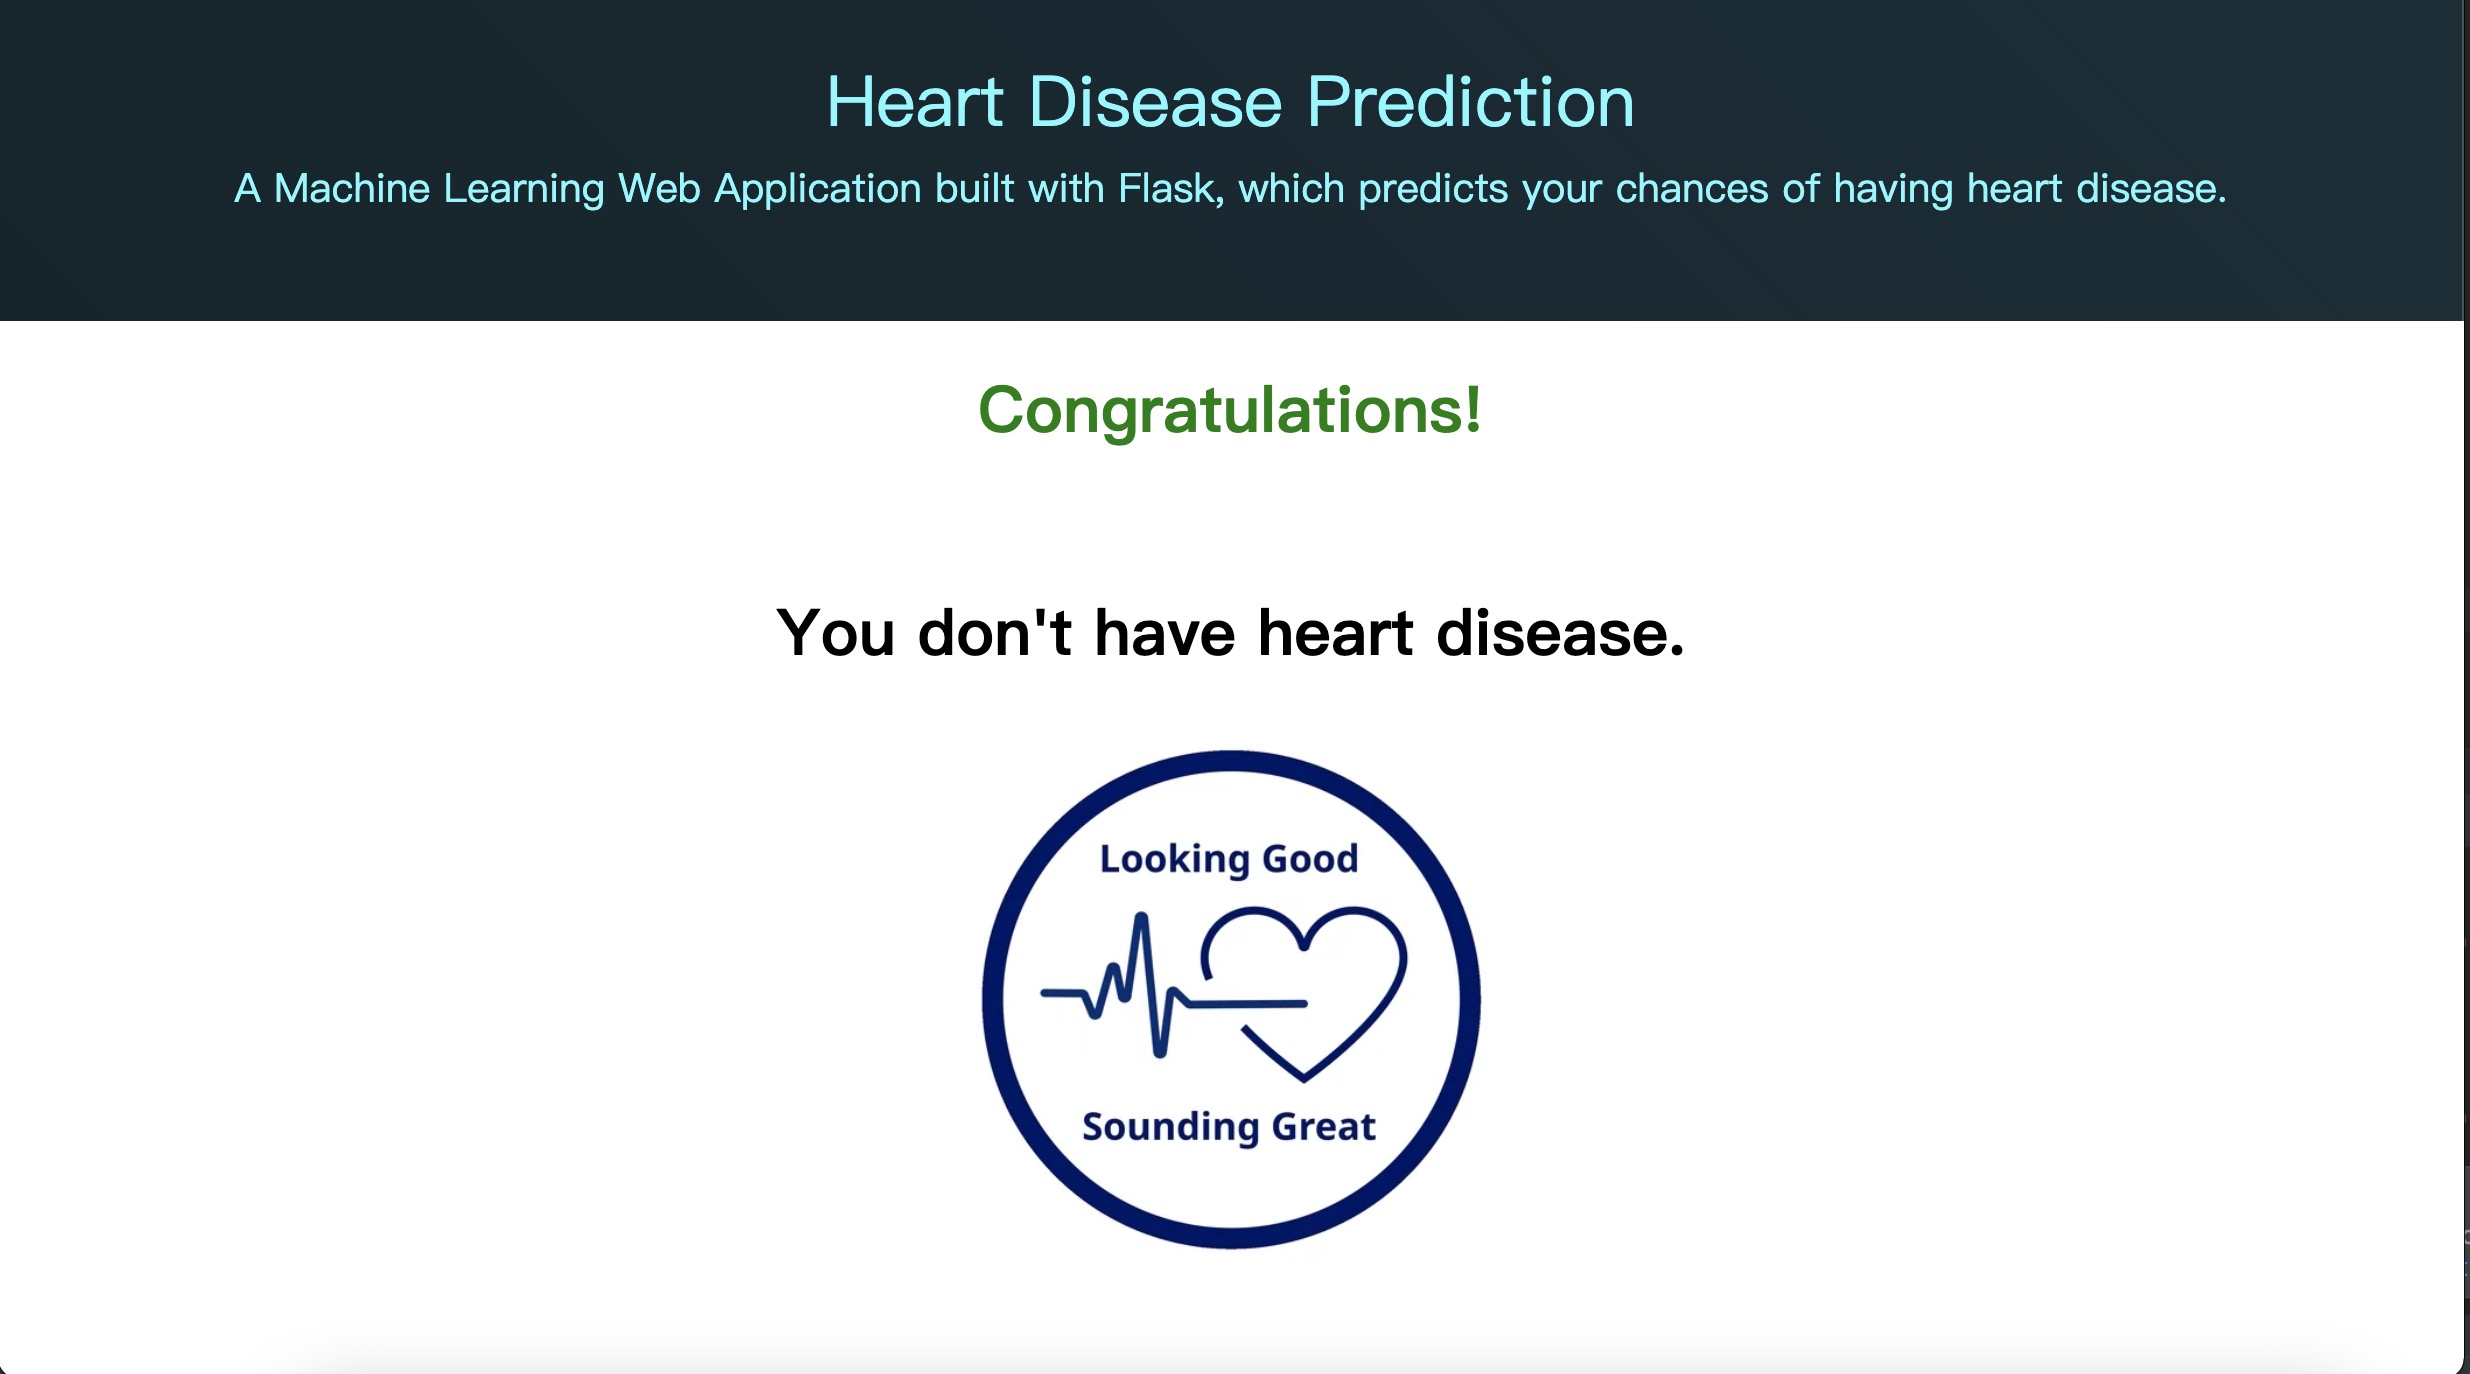 Heart Disease Prediction
A Machine Learning Web Application built with Flask, which predicts your chances of having heart disease.
Congratulations!
You don't have heart disease.
Looking Good
Sounding Great